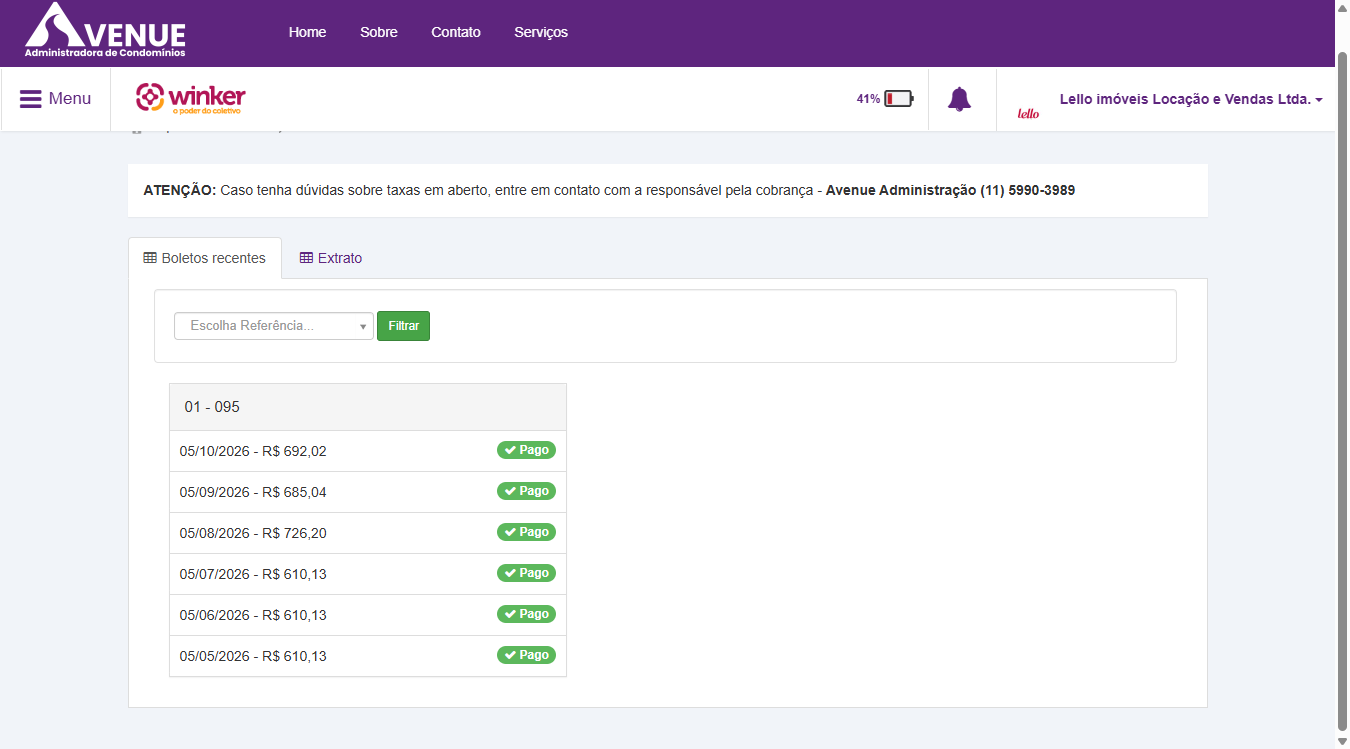 AVENUE
Administradora de Condomínios
Home Sobre Contato Serviços
Menu
winker
o poder do coletivo
41%
lello
Lello imóveis Locação e Vendas Ltda.
ATENÇÃO: Caso tenha dúvidas sobre taxas em aberto, entre em contato com a responsável pela cobrança - Avenue Administração (11) 5990-3989
Boletos recentes Extrato
Escolha Referência... Filtrar
01 - 095
05/10/2026 - R$ 692,02 Pago
05/09/2026 - R$ 685,04 Pago
05/08/2026 - R$ 726,20 Pago
05/07/2026 - R$ 610,13 Pago
05/06/2026 - R$ 610,13 Pago
05/05/2026 - R$ 610,13 Pago